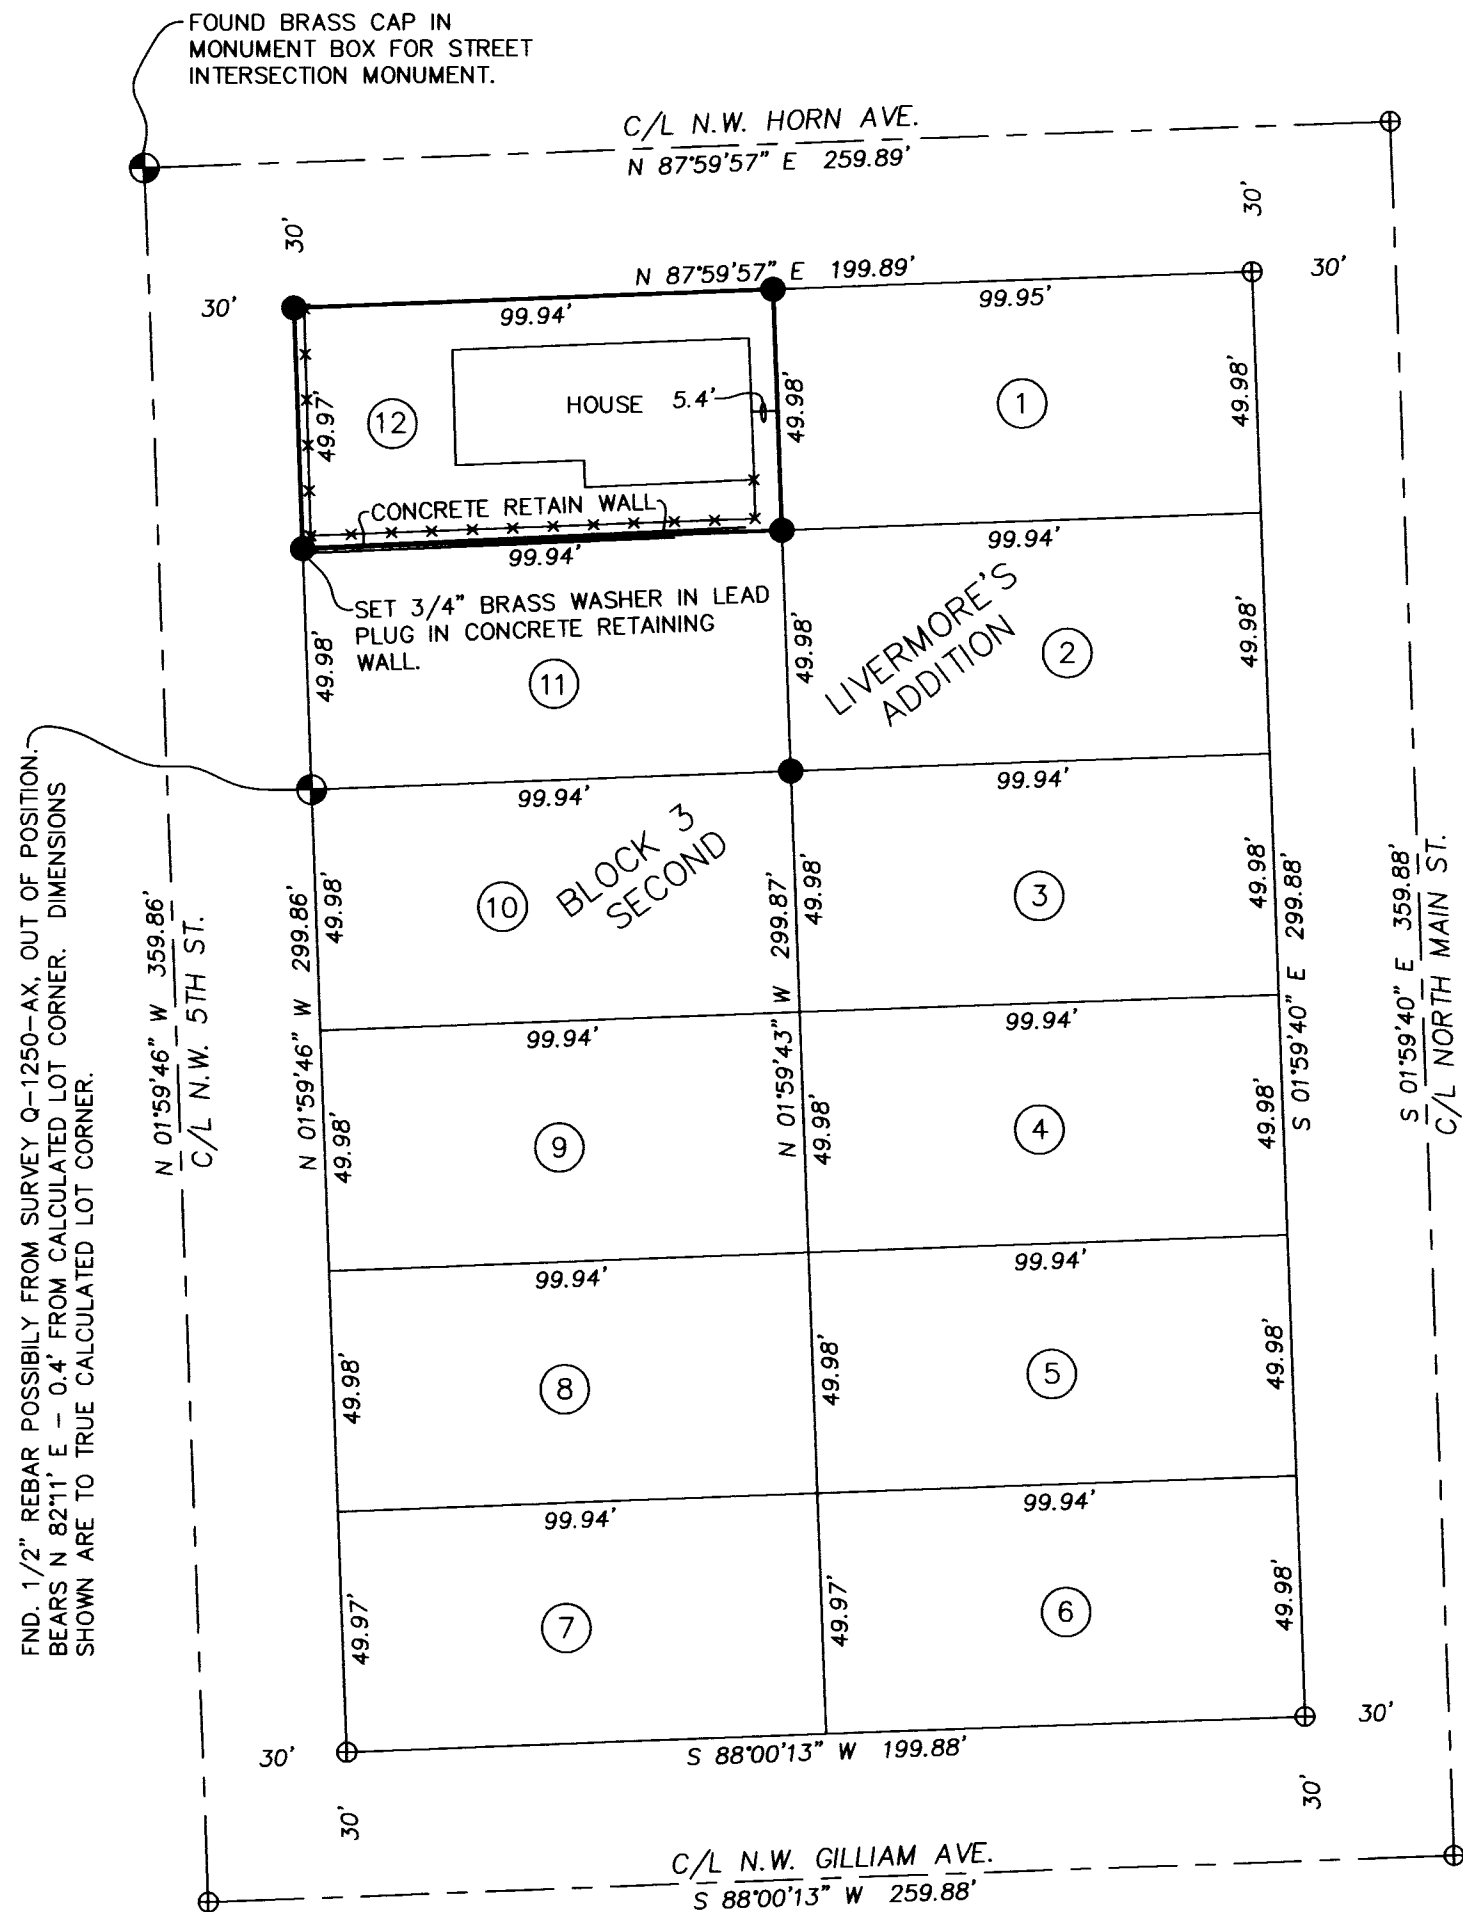 FOUND BRASS CAP IN
MONUMENT BOX FOR STREET
INTERSECTION MONUMENT.
C/L N.W. HORN AVE.
N 87°59'57" E 259.89'
30'
30'
N 87°59'57" E 199.89'
30'
30'
99.94'
99.95'
49.97'
12
HOUSE 5.4'
49.98'
1
49.98'
CONCRETE RETAIN WALL
99.94'
99.94'
SET 3/4" BRASS WASHER IN LEAD
PLUG IN CONCRETE RETAINING
WALL.
49.98'
11
49.98'
LIVERMORE'S
ADDITION
2
49.98'
FND. 1/2" REBAR POSSIBILY FROM SURVEY Q-1250-AX, OUT OF POSITION.
BEARS N 82°11' E - 0.4' FROM CALCULATED LOT CORNER. DIMENSIONS
SHOWN ARE TO TRUE CALCULATED LOT CORNER.
99.94'
99.94'
BLOCK 3
SECOND
10
49.98'
49.98'
3
49.98'
N 01°59'46" W 359.86'
C/L N.W. 5TH ST.
N 01°59'46" W 299.86'
N 01°59'43" W 299.87'
S 01°59'40" E 299.88'
S 01°59'40" E 359.88'
C/L NORTH MAIN ST.
99.94'
99.94'
49.98'
9
49.98'
4
49.98'
99.94'
99.94'
49.98'
8
49.98'
5
49.98'
99.94'
99.94'
49.97'
7
49.97'
6
49.98'
30'
S 88°00'13" W 199.88'
30'
30'
30'
C/L N.W. GILLIAM AVE.
S 88°00'13" W 259.88'